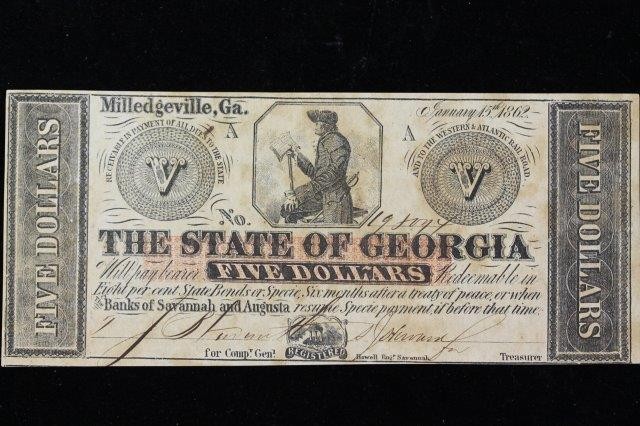 Milledgeville, Ga.
January 15th 1862
FIVE DOLLARS
RECEIVABLE IN PAYMENT OF ALL DUES TO THE STATE
V
A
A
AND TO THE WESTERN & ATLANTIC RAIL ROAD.
V
FIVE DOLLARS
No.
THE STATE OF GEORGIA
Will pay bearer FIVE DOLLARS Redeemable in
Eight per cent. State Bonds or Specie, Six months after a treaty of peace, or when
the Banks of Savannah and Augusta resume Specie payment, if before that time.
for Comp. Genl.
REGISTERED
Howell Engr. Savannah.
Treasurer